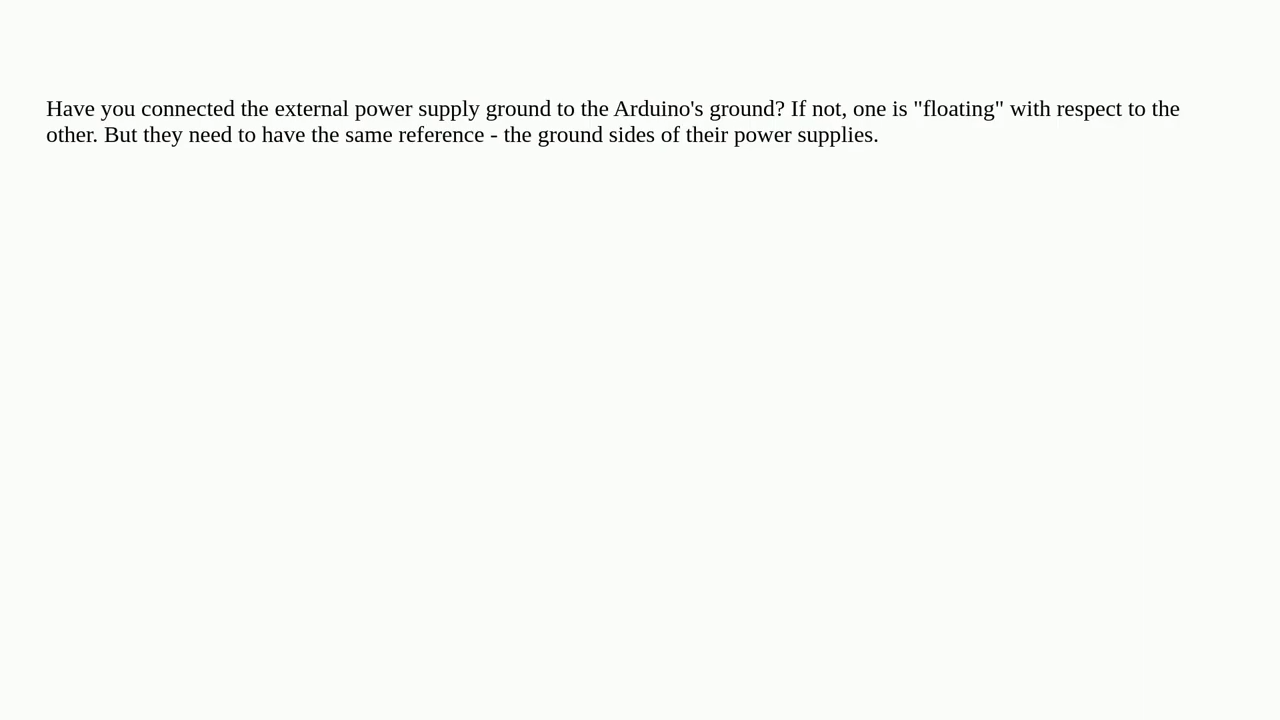 Have you connected the external power supply ground to the Arduino's ground? If not, one is "floating" with respect to the
other. But they need to have the same reference - the ground sides of their power supplies.